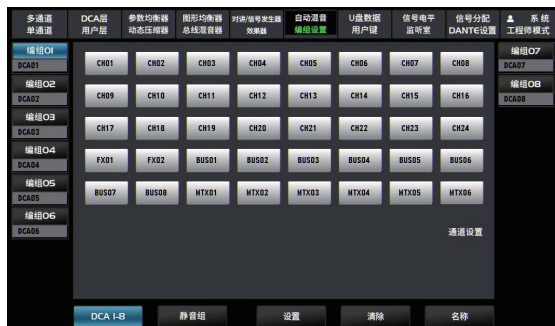 多通道 DCA层 参数均衡器 图形均衡器 对讲/信号发生器 自动混音 U盘数据 信号电平 信号分配 系统
单通道 用户层 动态压缩器 总线混音器 效果器 编组设置 用户键 监听室 DANTE设置 工程师模式
编组01 编组07
DCA01 DCA07
CH01 CH02 CH03 CH04 CH05 CH06 CH07 CH08
编组02 编组08
DCA02 DCA08
CH09 CH10 CH11 CH12 CH13 CH14 CH15 CH16
编组03
DCA03
CH17 CH18 CH19 CH20 CH21 CH22 CH23 CH24
编组04
DCA04
FX01 FX02 BUS01 BUS02 BUS03 BUS04 BUS05 BUS06
编组05
DCA05
BUS07 BUS08 MTX01 MTX02 MTX03 MTX04 MTX05 MTX06
编组06
DCA06
通道设置
DCA 1-8 静音组 设置 清除 名称